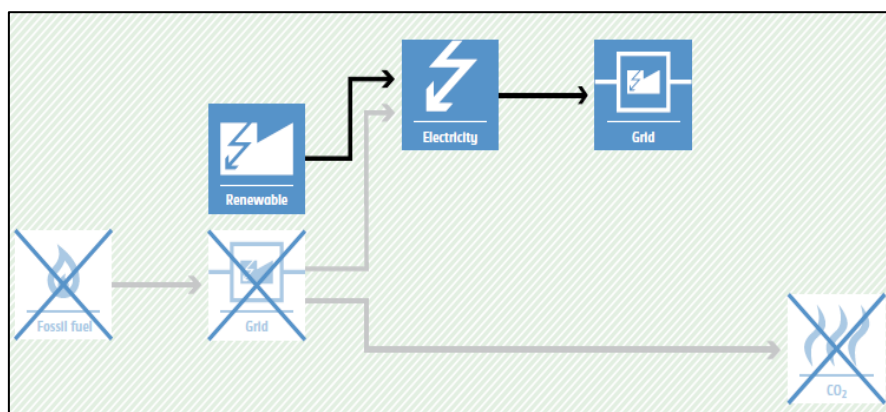 Electricity
Grid
Renewable
Fossil fuel
Grid
CO₂